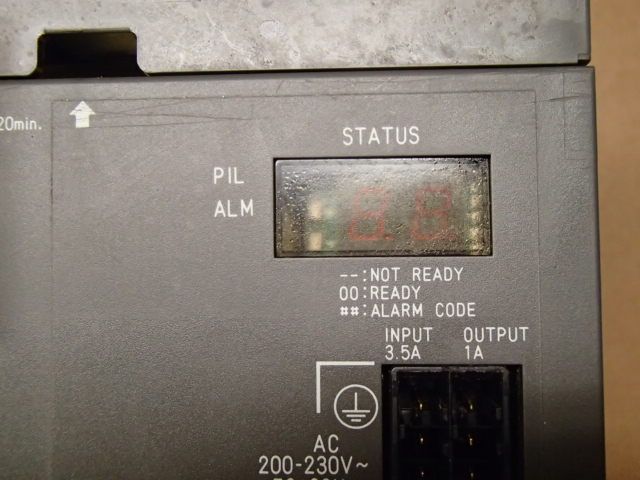 20min.
STATUS
PIL
ALM
--:NOT READY
00:READY
##:ALARM CODE
INPUT OUTPUT
3.5A 1A
AC
200-230V~